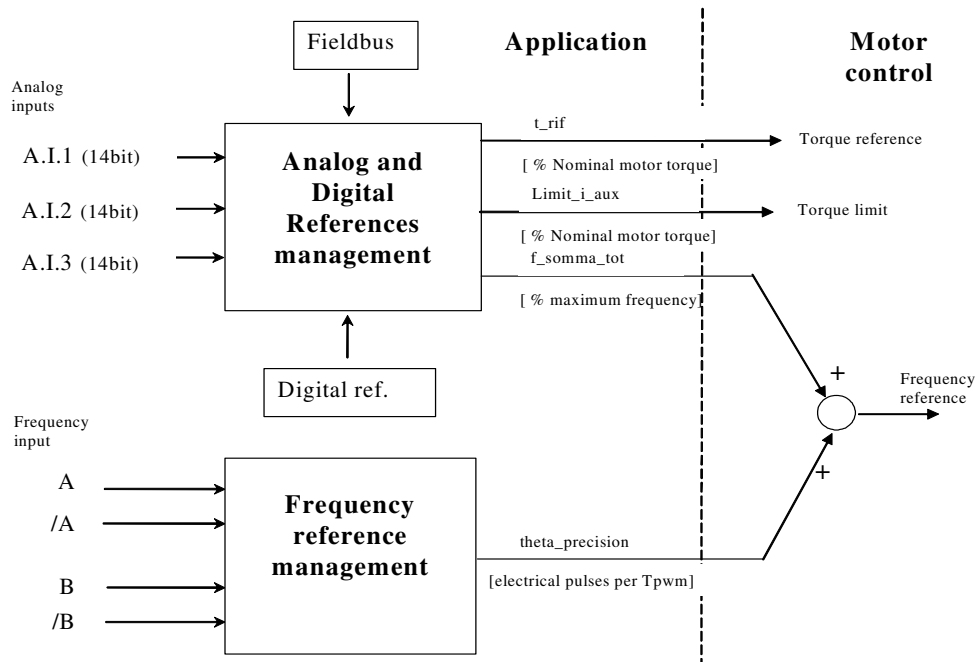 Fieldbus
Application
Motor
control
Analog
inputs
A.I.1 (14bit)
A.I.2 (14bit)
A.I.3 (14bit)
Analog and
Digital
References
management
t_rif
[ % Nominal motor torque]
Limit_i_aux
[ % Nominal motor torque]
f_somma_tot
[ % maximum frequency]
Torque reference
Torque limit
Digital ref.
+
Frequency
reference
+
Frequency
input
A
/A
B
/B
Frequency
reference
management
theta_precision
[electrical pulses per Tpwm]